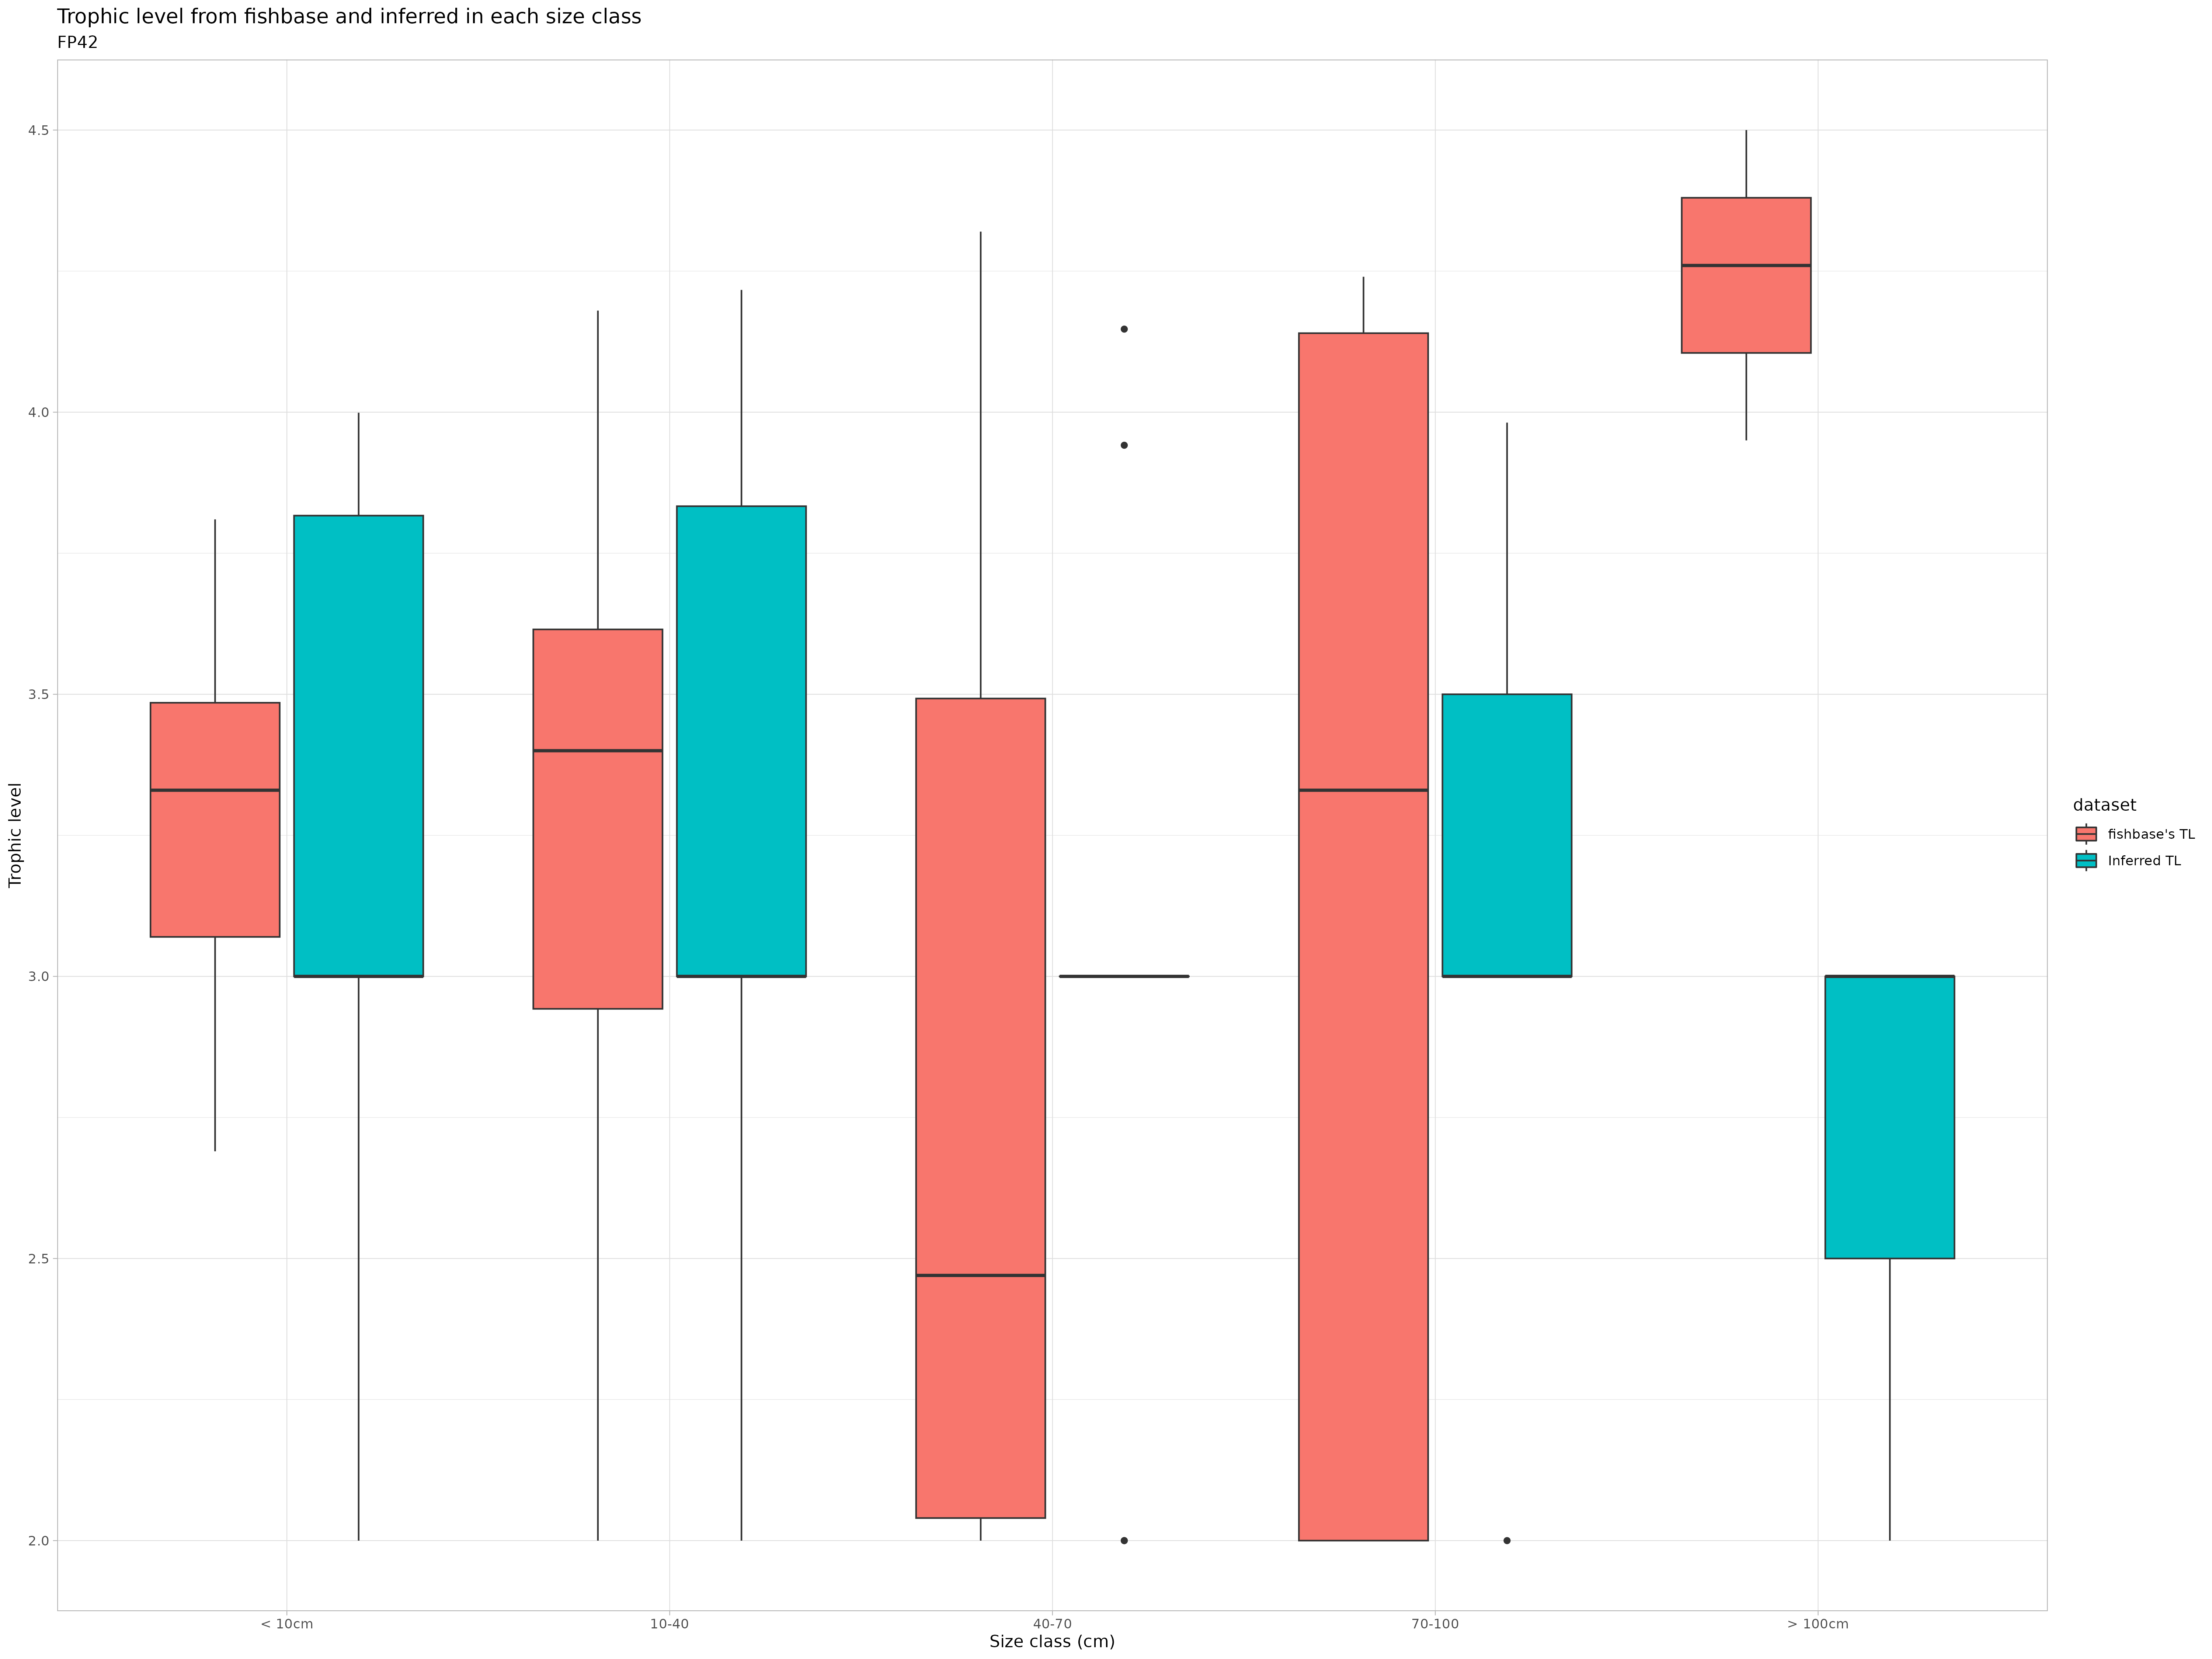 Trophic level from fishbase and inferred in each size class
FP42
4.5
4.0
3.5
3.0
2.5
2.0
Trophic level
< 10cm
10-40
40-70
70-100
> 100cm
Size class (cm)
dataset
fishbase's TL
Inferred TL